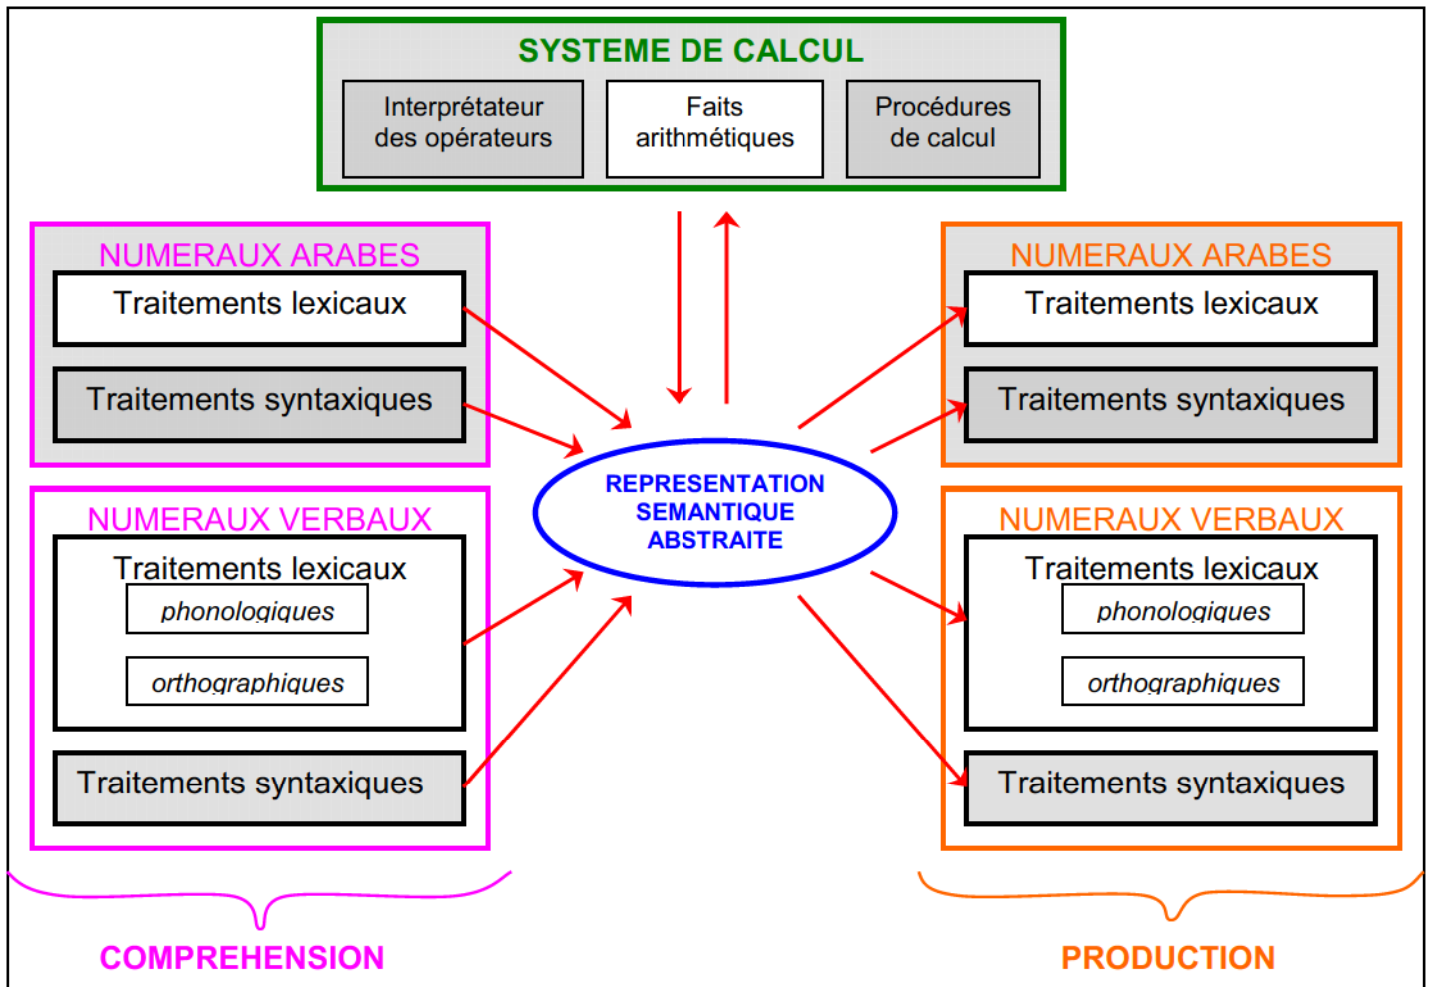 SYSTEME DE CALCUL
Interprétateur
des opérateurs
Faits
arithmétiques
Procédures
de calcul
NUMERAUX ARABES
Traitements lexicaux
Traitements syntaxiques
NUMERAUX VERBAUX
Traitements lexicaux
phonologiques
orthographiques
Traitements syntaxiques
COMPREHENSION
REPRESENTATION
SEMANTIQUE
ABSTRAITE
NUMERAUX ARABES
Traitements lexicaux
Traitements syntaxiques
NUMERAUX VERBAUX
Traitements lexicaux
phonologiques
orthographiques
Traitements syntaxiques
PRODUCTION